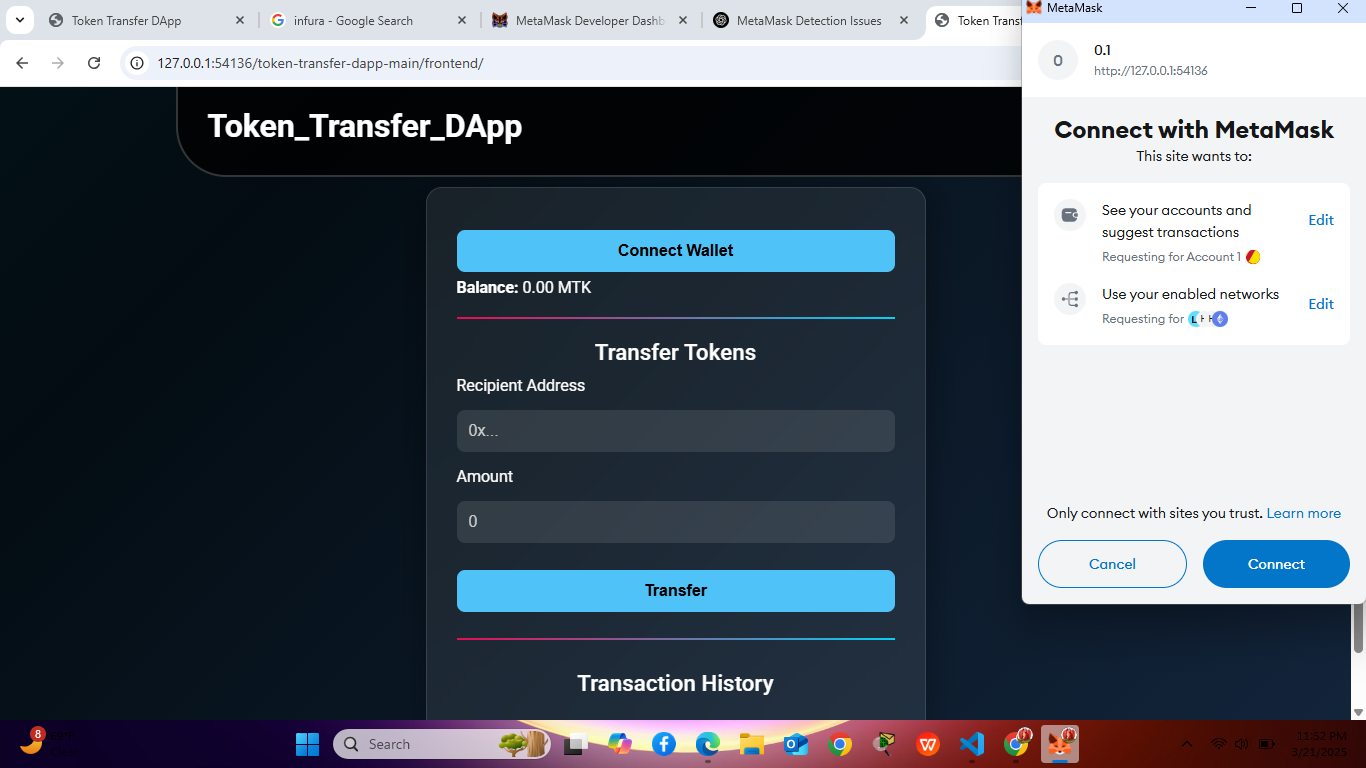 Token Transfer DApp
infura - Google Search
MetaMask Developer Dashb
MetaMask Detection Issues
Token Transf
127.0.0.1:54136/token-transfer-dapp-main/frontend/
Token_Transfer_DApp
Connect Wallet
Balance: 0.00 MTK
Transfer Tokens
Recipient Address
0x...
Amount
0
Transfer
Transaction History
MetaMask
0
0.1
http://127.0.0.1:54136
Connect with MetaMask
This site wants to:
See your accounts and
suggest transactions
Edit
Requesting for Account 1
Use your enabled networks
Edit
Requesting for
Only connect with sites you trust. Learn more
Cancel
Connect
8
Search
11:52 PM
3/21/2025